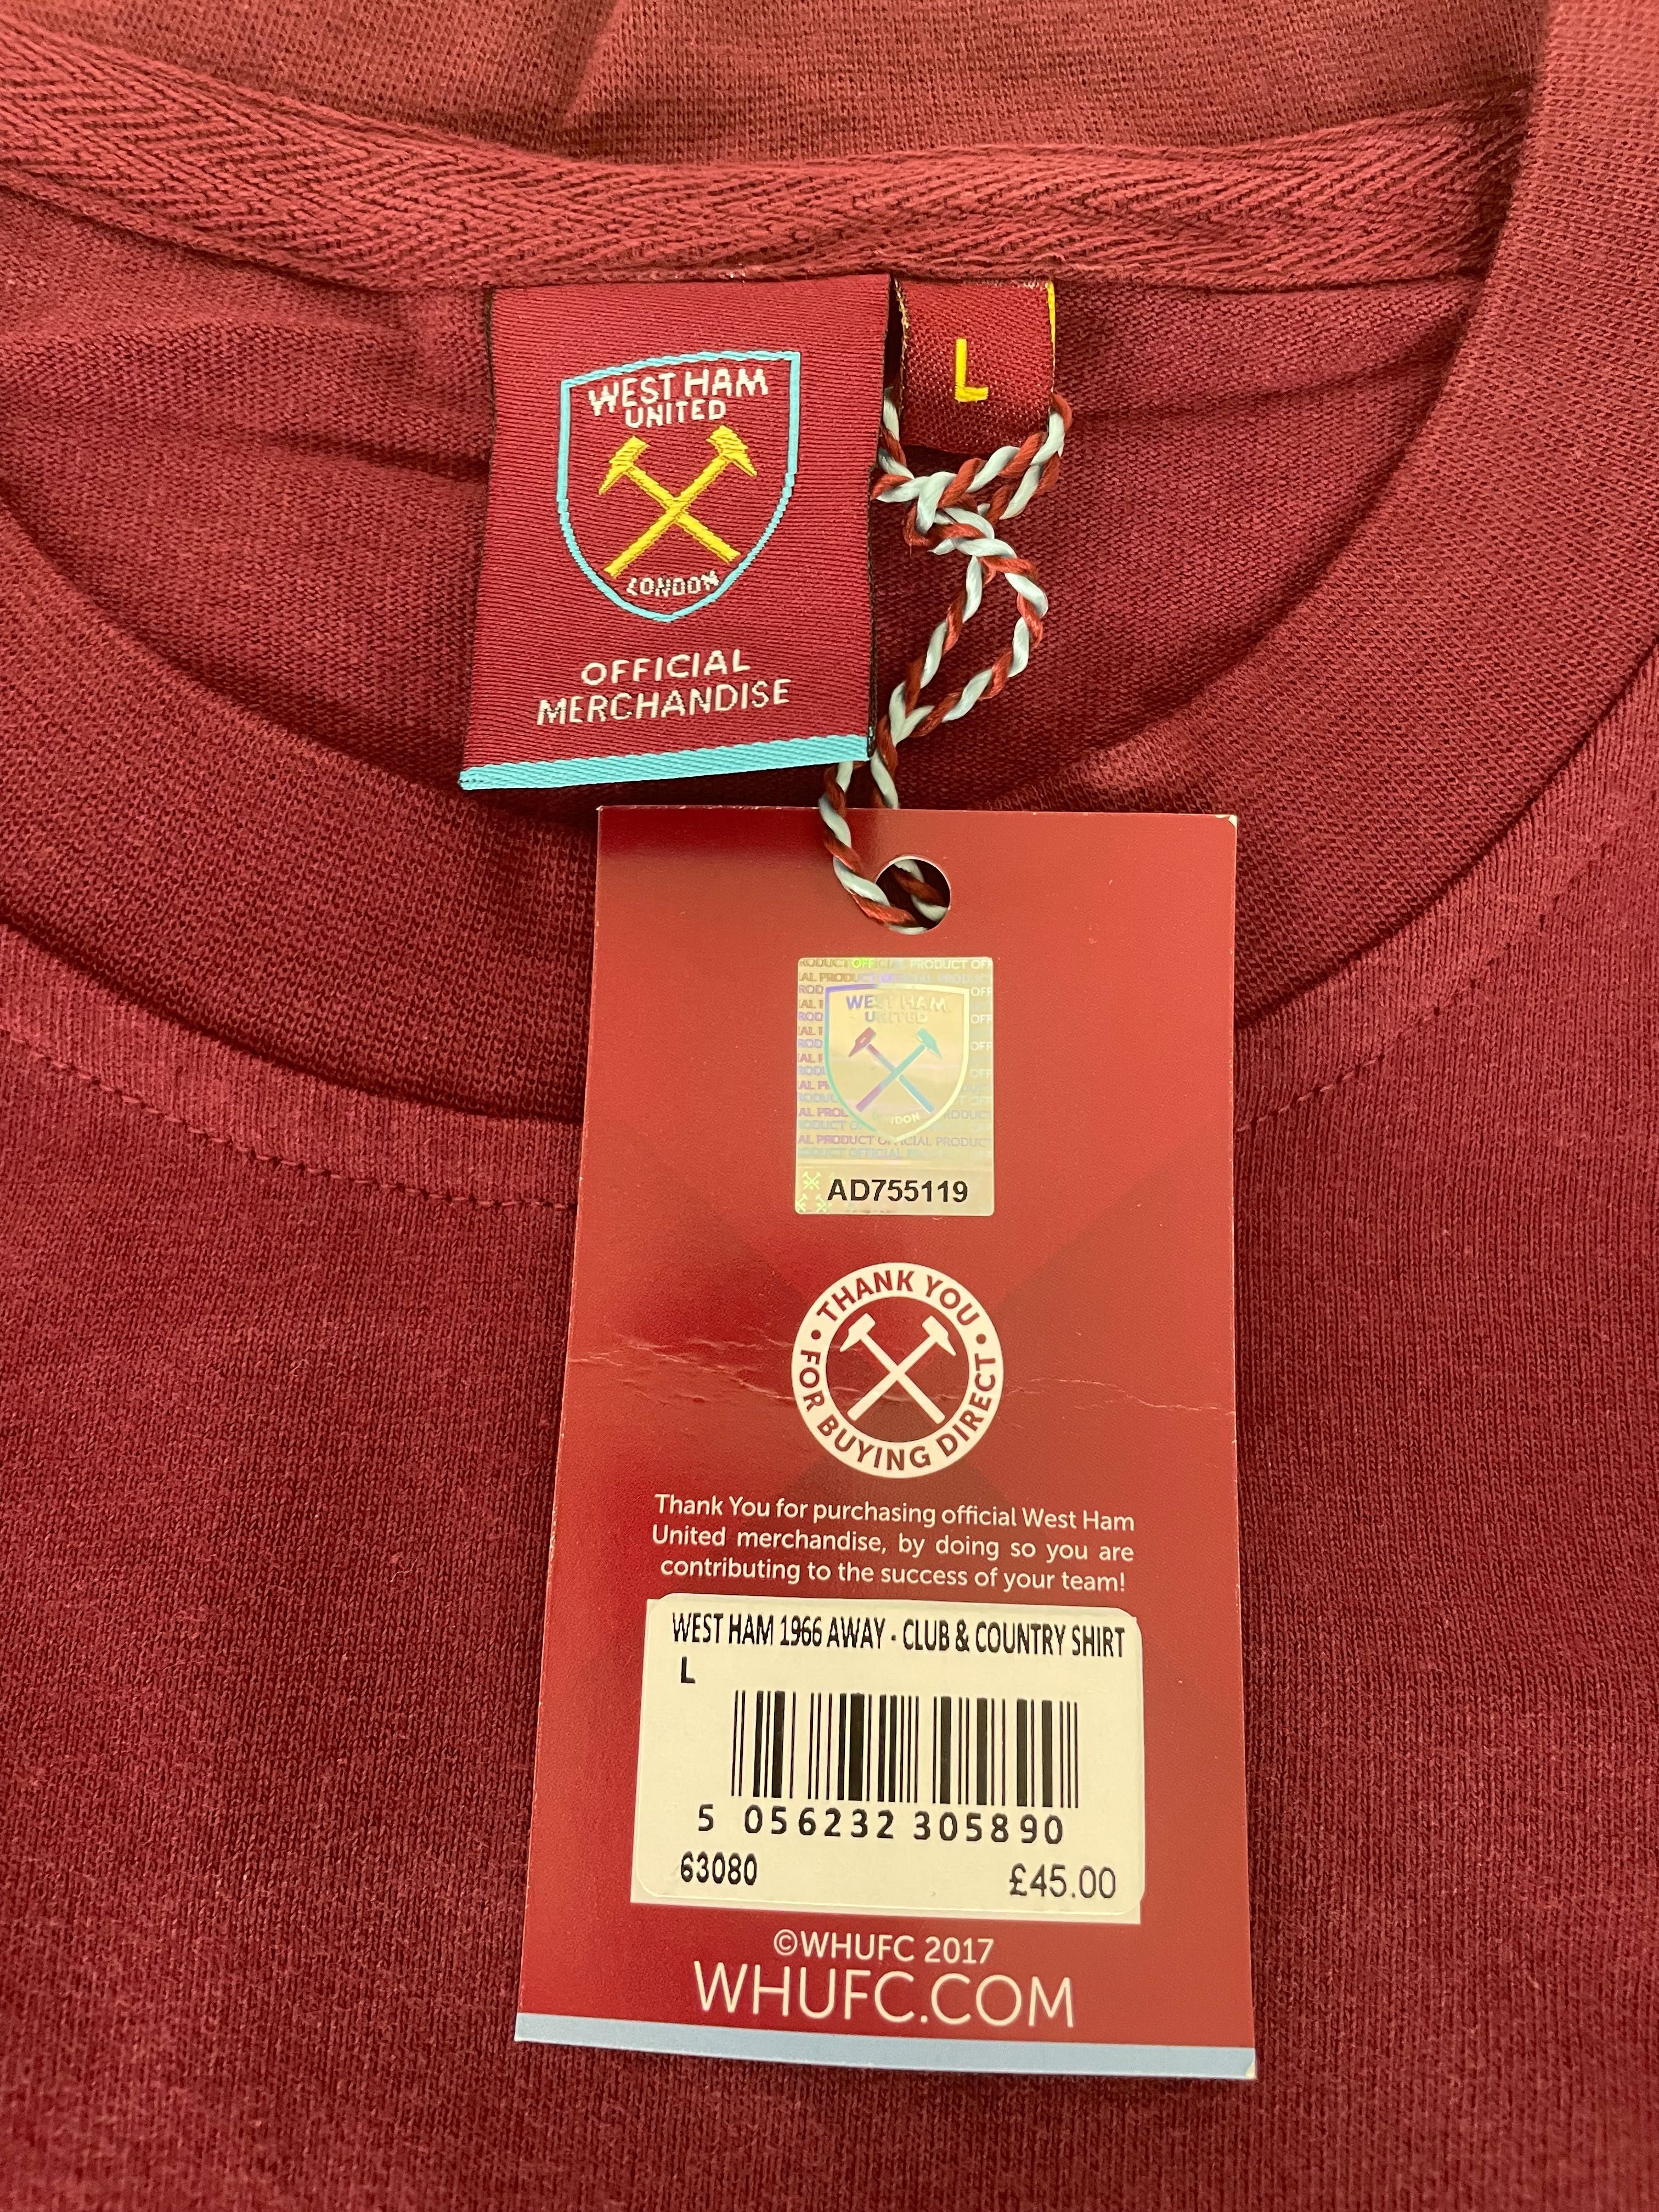 WEST HAM
UNITED
LONDON
OFFICIAL
MERCHANDISE
L
WEST HAM
UNITED
AD755119
THANK YOU
• FOR BUYING DIRECT •
Thank You for purchasing official West Ham
United merchandise, by doing so you are
contributing to the success of your team!
WEST HAM 1966 AWAY - CLUB & COUNTRY SHIRT
L
5 056232 305890
63080 £45.00
©WHUFC 2017
WHUFC.COM